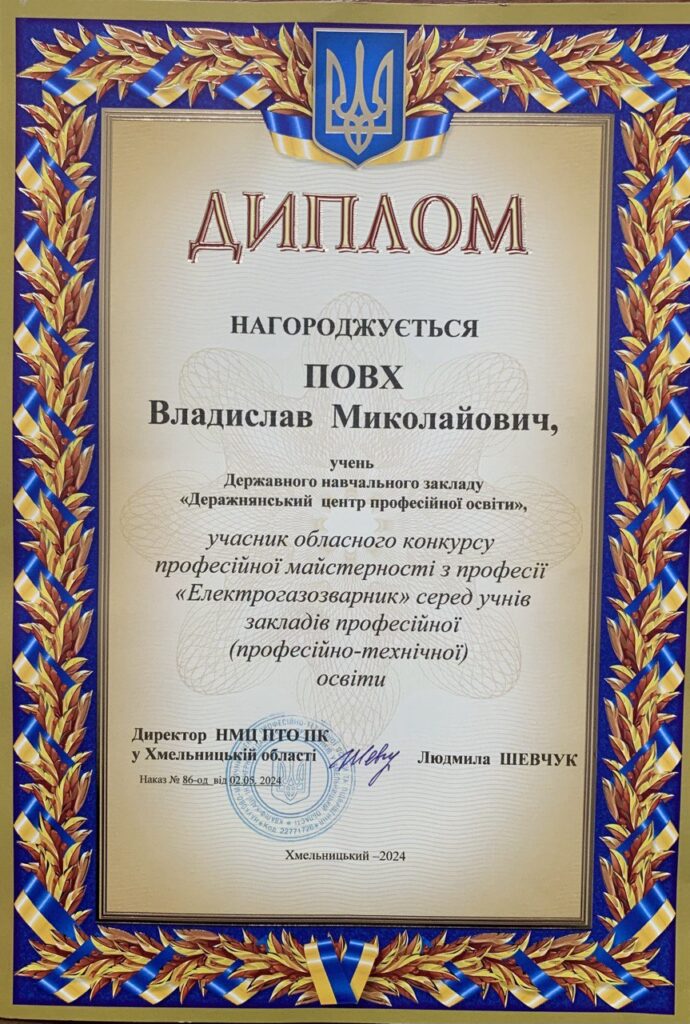 ДИПЛОМ
НАГОРОДЖУЄТЬСЯ
ПОВХ
Владислав Миколайович,
учень
Державного навчального закладу
«Деражнянський центр професійної освіти»,
учасник обласного конкурсу
професійної майстерності з професії
«Електрогазозварник» серед учнів
закладів професійної
(професійно-технічної)
освіти
Директор НМЦ ПТО ПК
у Хмельницькій області
Людмила ШЕВЧУК
Наказ № 86-од від 02.05. 2024
Хмельницький –2024